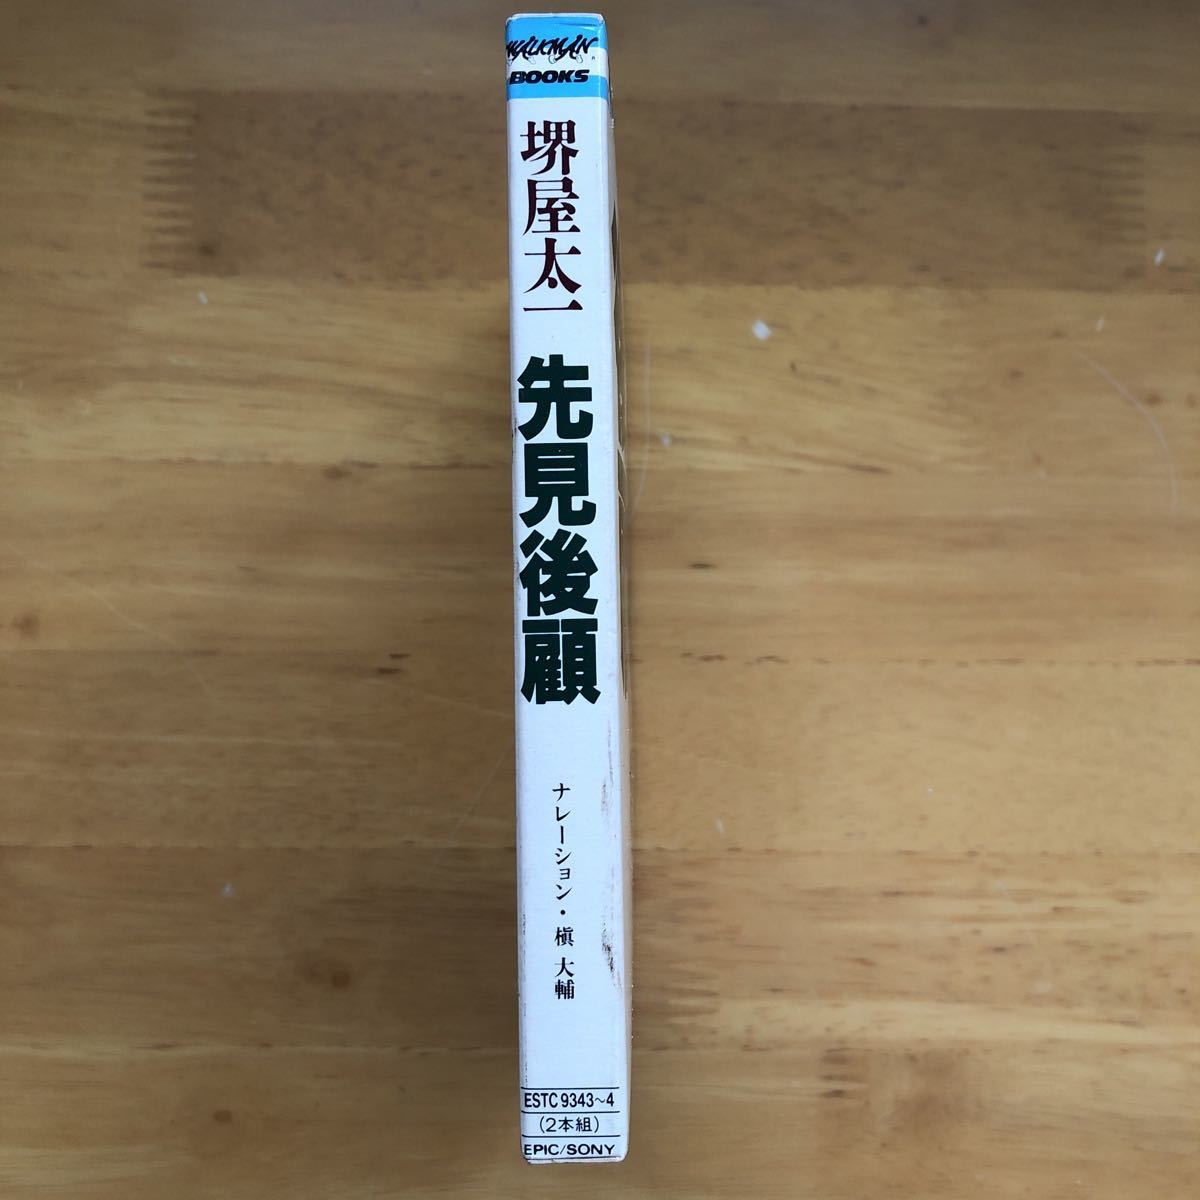 WALKMAN
BOOKS
堺屋太一
先見後顧
ナレーション・槇 大輔
ESTC 9343~4
(2本組)
EPIC/SONY